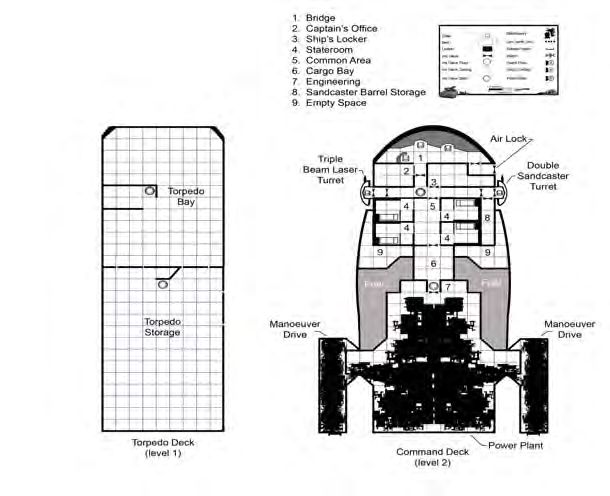 1. Bridge
2. Captain's Office
3. Ship's Locker
4. Stateroom
5. Common Area
6. Cargo Bay
7. Engineering
8. Sandcaster Barrel Storage
9. Empty Space
Air Lock
Triple
Beam Laser
Turret
Double
Sandcaster
Turret
1
2
3
4
5
4
8
4
4
9
9
6
Fuel
Fuel
7
Torpedo
Bay
Torpedo
Storage
Manoeuver
Drive
Manoeuver
Drive
Power Plant
Torpedo Deck
(level 1)
Command Deck
(level 2)